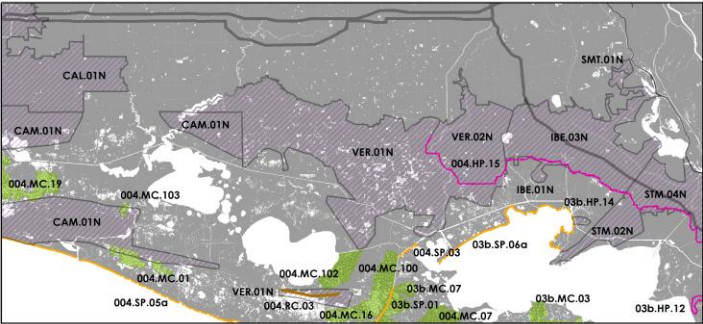 SMT.01N
CAL.01N
CAM.01N
CAM.01N
VER.02N
IBE.03N
VER.01N
004.HP.15
004.MC.19
004.MC.103
IBE.01N
STM.04N
03b.HP.14
CAM.01N
STM.02N
004.SP.03
03b.SP.06a
004.MC.102
004.MC.100
004.MC.01
VER.01N
03b.MC.07
004.SP.05a
004.RC.03
03b.SP.01
03b.MC.03
03b.HP.12
004.MC.16
004.MC.07